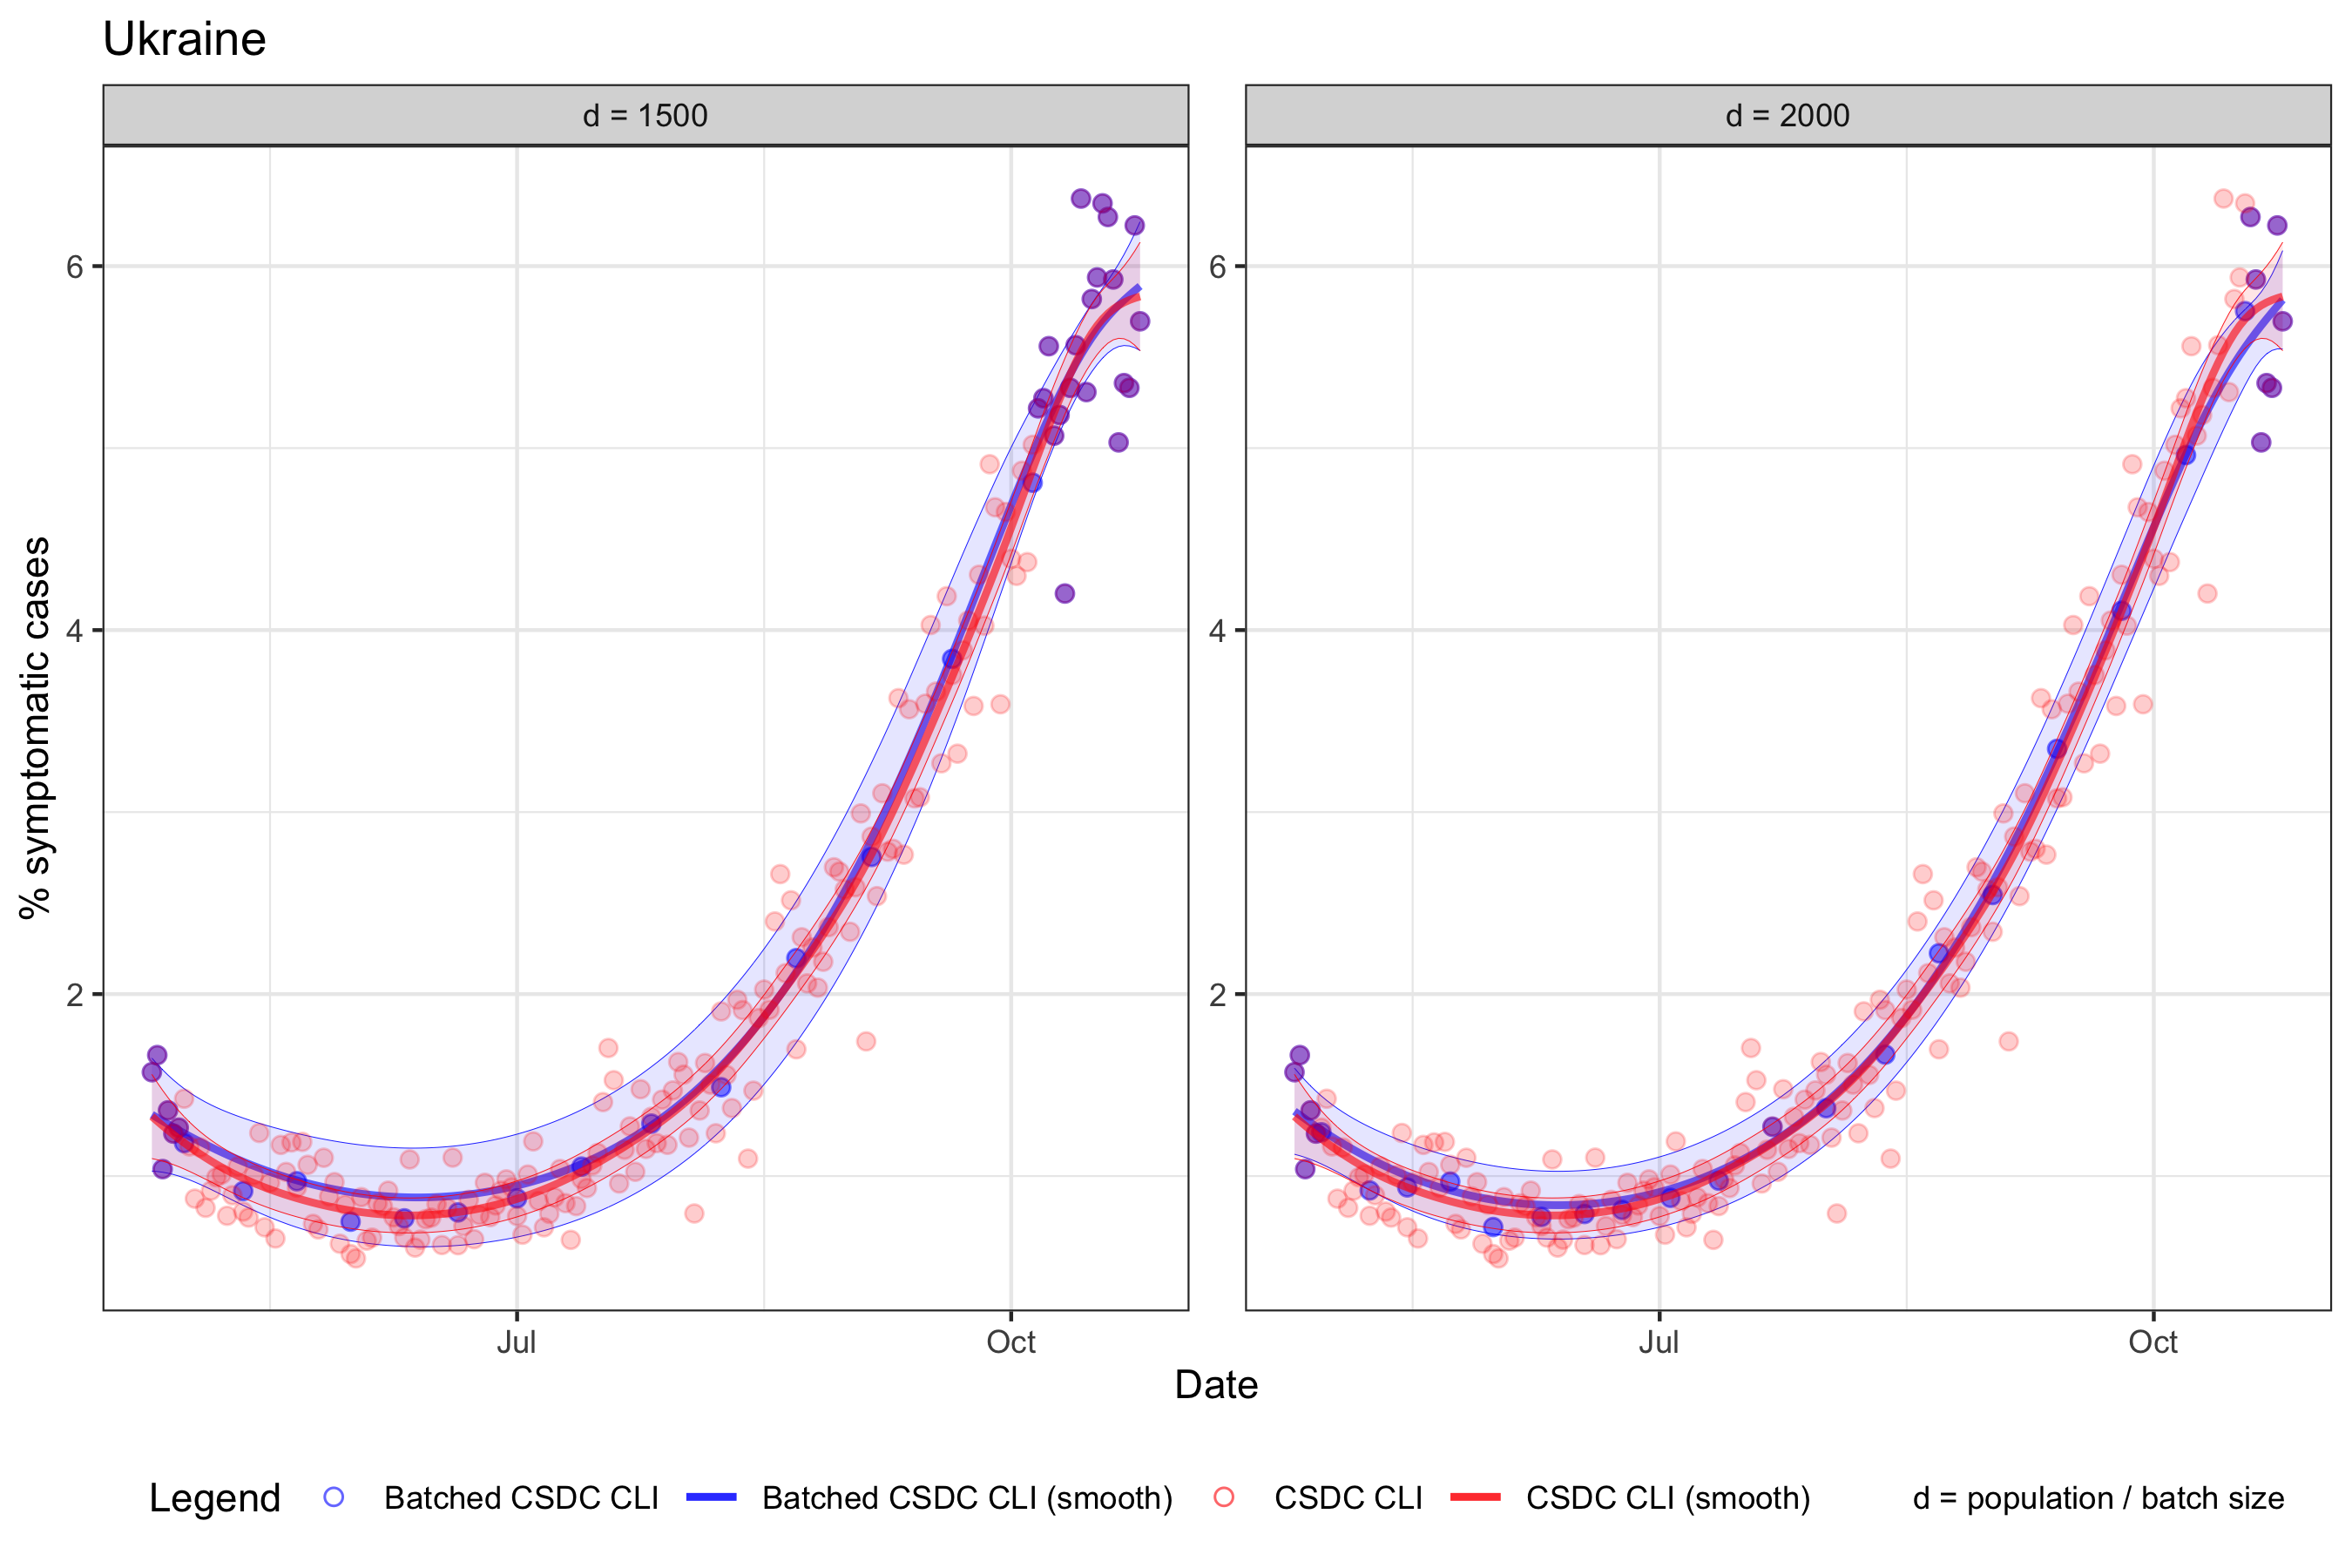 Ukraine
d = 1500
d = 2000
% symptomatic cases
6
4
2
6
4
2
Jul
Oct
Jul
Oct
Date
Legend
Batched CSDC CLI
Batched CSDC CLI (smooth)
CSDC CLI
CSDC CLI (smooth)
d = population / batch size